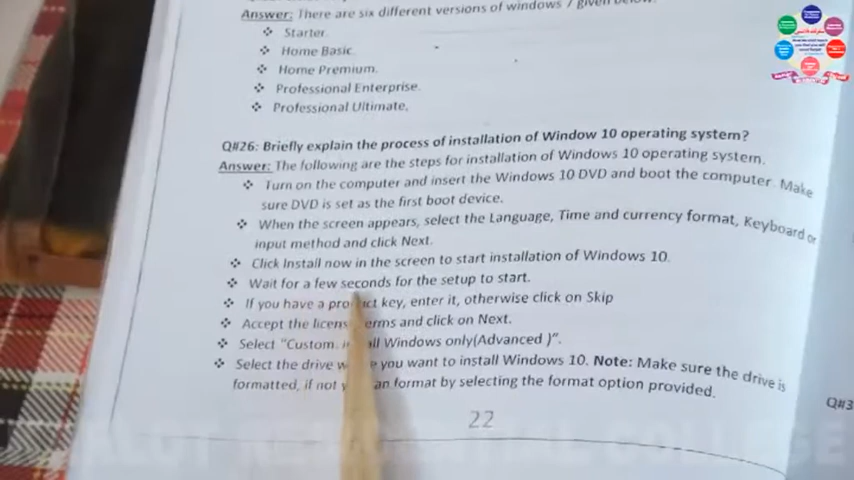 Answer: There are six different versions of windows 7 given below.
❖ Starter.
❖ Home Basic.
❖ Home Premium.
❖ Professional Enterprise.
❖ Professional Ultimate.
Q#26: Briefly explain the process of installation of Window 10 operating system?
Answer: The following are the steps for installation of Windows 10 operating system.
❖ Turn on the computer and insert the Windows 10 DVD and boot the computer. Make
sure DVD is set as the first boot device.
❖ When the screen appears, select the Language, Time and currency format, Keyboard or
input method and click Next.
❖ Click Install now in the screen to start installation of Windows 10.
❖ Wait for a few seconds for the setup to start.
❖ If you have a product key, enter it, otherwise click on Skip
❖ Accept the license terms and click on Next.
❖ Select "Custom. Windows only(Advanced )".
❖ Select the drive you want to install Windows 10. Note: Make sure the drive is
formatted, if not format by selecting the format option provided.
22
Q#3
RESIDENTIAL COLLEGE